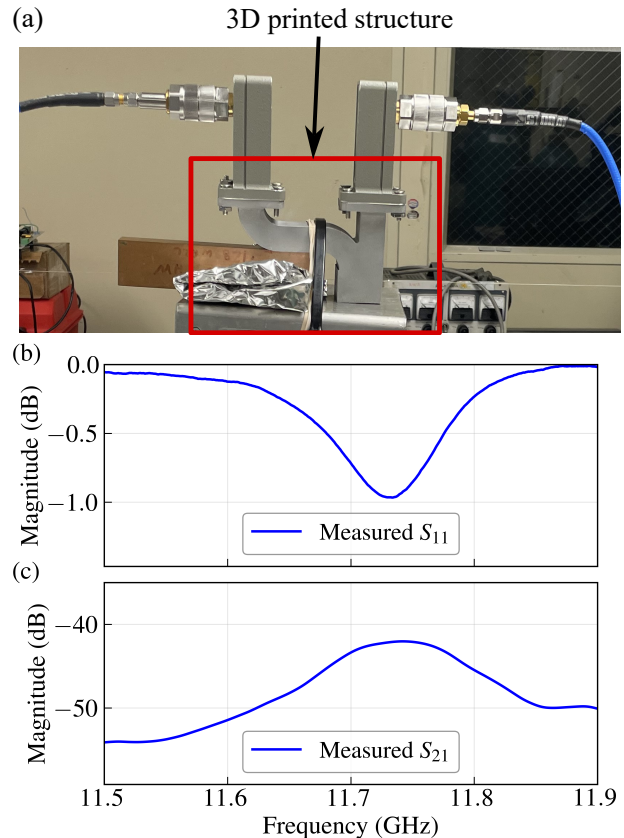 (a)
3D printed structure
(b)
0.0
−0.5
−1.0
Magnitude (dB)
Measured S₁₁
(c)
−40
−50
Magnitude (dB)
Measured S₂₁
11.5 11.6 11.7 11.8 11.9
Frequency (GHz)